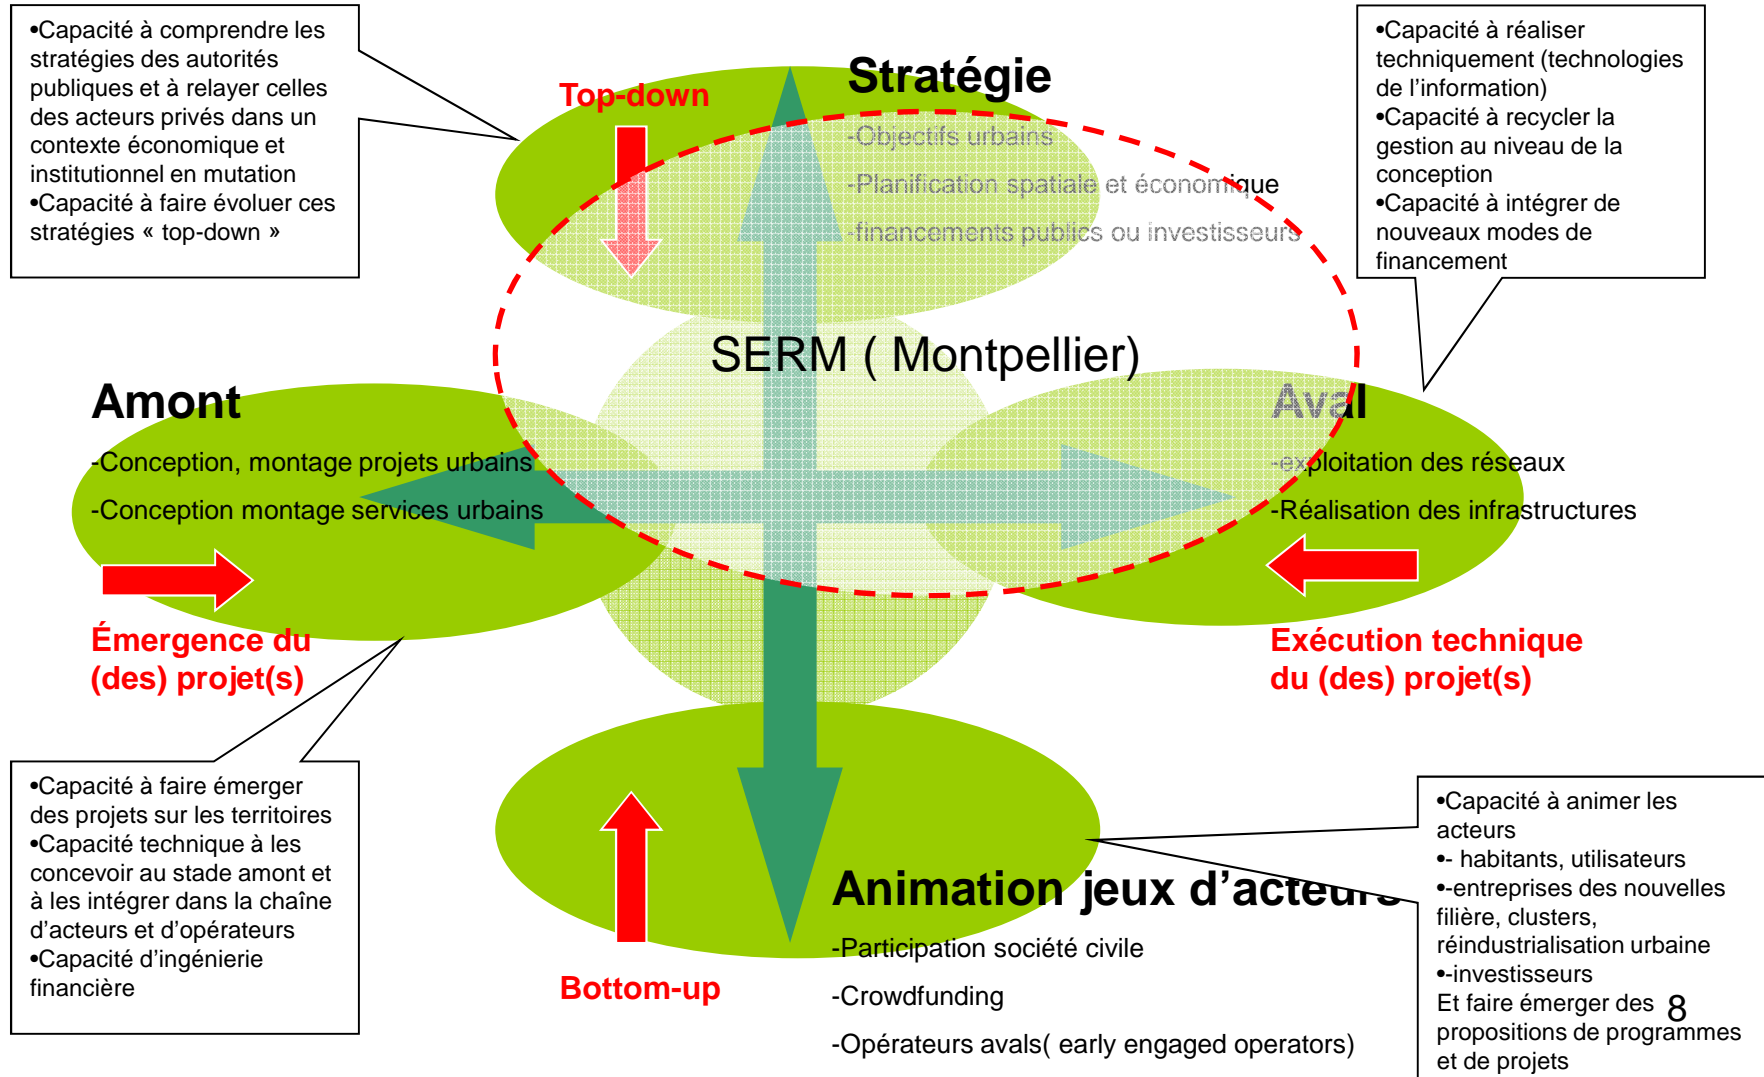 •Capacité à comprendre les
stratégies des autorités
publiques et à relayer celles
des acteurs privés dans un
contexte économique et
institutionnel en mutation
•Capacité à faire évoluer ces
stratégies « top-down »
Top-down
Stratégie
-Objectifs urbains
-Planification spatiale et économique
-financements publics ou investisseurs
•Capacité à réaliser
techniquement (technologies
de l’information)
•Capacité à recycler la
gestion au niveau de la
conception
•Capacité à intégrer de
nouveaux modes de
financement
SERM ( Montpellier)
Amont
-Conception, montage projets urbains
-Conception montage services urbains
Émergence du
(des) projet(s)
Aval
-exploitation des réseaux
-Réalisation des infrastructures
Exécution technique
du (des) projet(s)
•Capacité à faire émerger
des projets sur les territoires
•Capacité technique à les
concevoir au stade amont et
à les intégrer dans la chaîne
d’acteurs et d’opérateurs
•Capacité d’ingénierie
financière
Bottom-up
Animation jeux d’acteurs
-Participation société civile
-Crowdfunding
-Opérateurs avals( early engaged operators)
•Capacité à animer les
acteurs
•- habitants, utilisateurs
•-entreprises des nouvelles
filière, clusters,
réindustrialisation urbaine
•-investisseurs
Et faire émerger des
propositions de programmes
et de projets
8